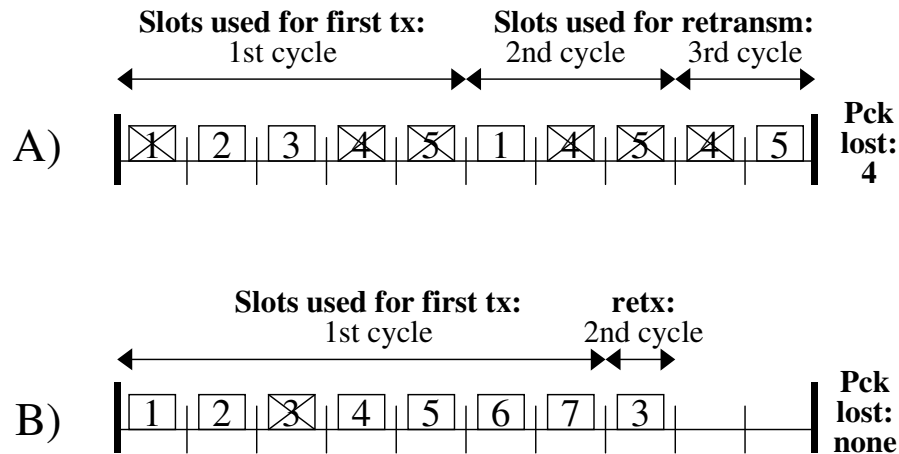 Slots used for first tx: Slots used for retransm:
1st cycle 2nd cycle 3rd cycle
A) 1 2 3 4 5 1 4 5 4 5 Pck lost: 4
Slots used for first tx: retx:
1st cycle 2nd cycle
B) 1 2 3 4 5 6 7 3 Pck lost: none